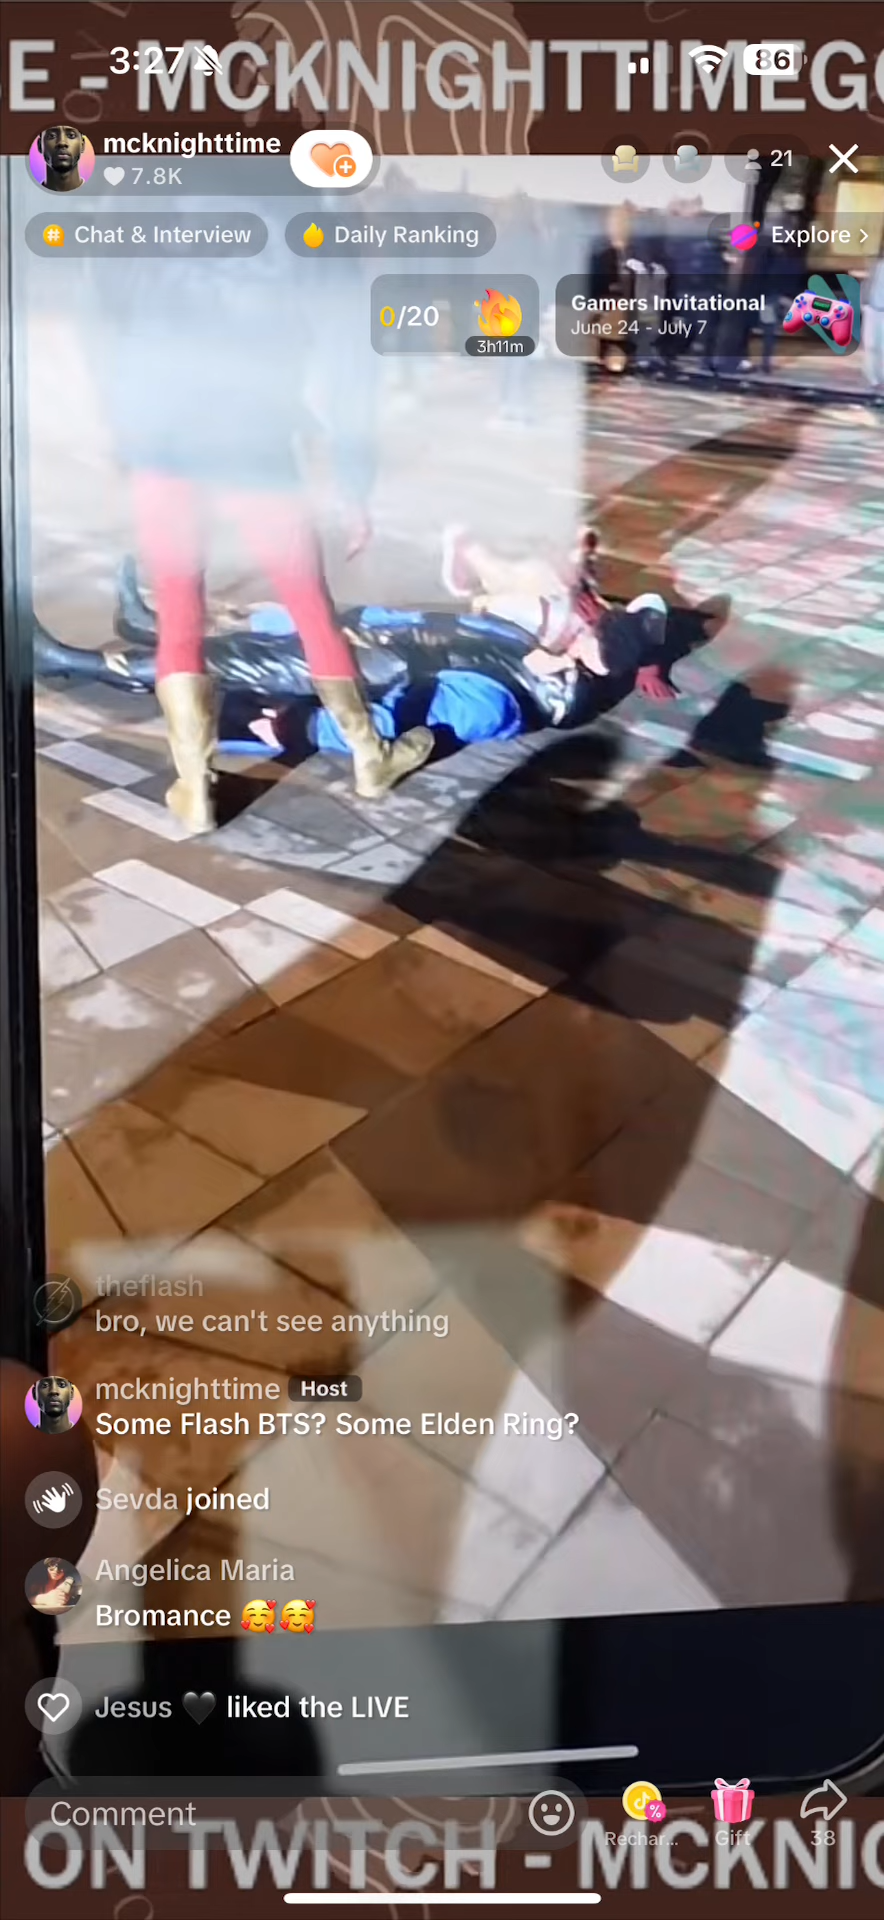 E - MCKNIGHTTIMEG
3:27
86
mcknighttime
7.8K
21
Chat & Interview
Daily Ranking
Explore >
0/20
3h11m
Gamers Invitational
June 24 - July 7
theflash
bro, we can't see anything
mcknighttime Host
Some Flash BTS? Some Elden Ring?
Sevda joined
Angelica Maria
Bromance 🥰🥰
Jesus 🖤 liked the LIVE
Comment
Rechar...
Gift
38
ON TWITCH - MCKNI